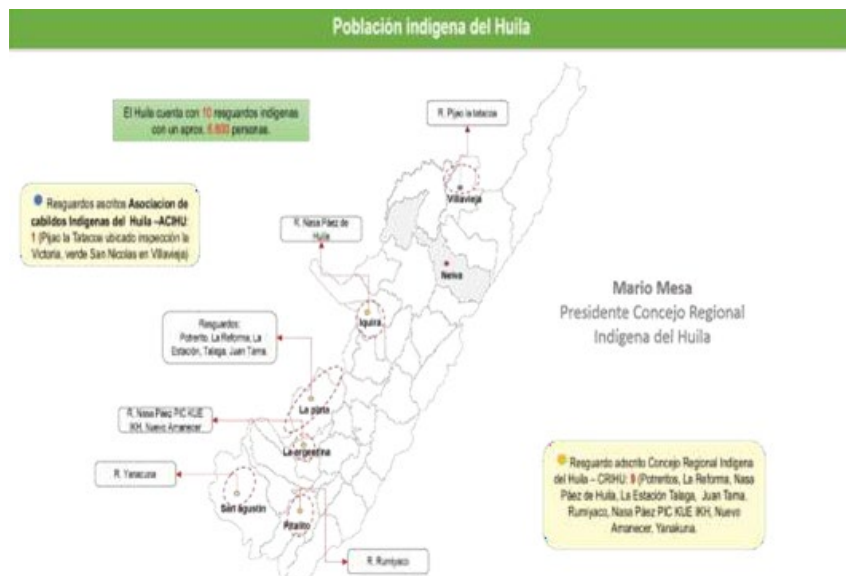 Población indígena del Huila
El Huila cuenta con 10 resguardos indígenas
con un aprox. 6.600 personas.
R. Pijao la tatacoa
Villavieja
Resguardos ascritos Asociacion de
cabildos Indigenas del Huila –ACIHU:
1 (Pijao la Tatacoa ubicado inspección la
Victoria, verde San Nicolas en Villavieja)
R. Nasa Páez de
Huila
Neiva
Mario Mesa
Presidente Concejo Regional
Indígena del Huila
Iquira
Resguardos:
Potrerito, La Reforma, La
Estación, Talaga, Juan Tama.
La plata
R. Nasa Páez PIC KUE
IKH, Nuevo Amanecer
La argentina
R. Yanacuna
San Agustín
Pitalito
R. Rumiyaco
Resguardo adscrito Concejo Regional Indígena
del Huila – CRIHU: 9 (Potreritos, La Reforma, Nasa
Páez de Huila, La Estación Talaga, Juan Tama.
Rumiyaco, Nasa Páez PIC KUE IKH, Nuevo
Amanecer, Yanakuna.